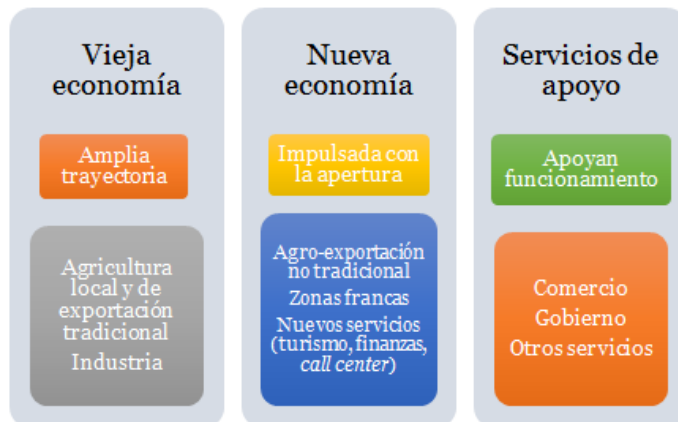 Vieja
economía
Amplia
trayectoria
Agricultura
local y de
exportación
tradicional
Industria
Nueva
economía
Impulsada con
la apertura
Agro-exportación
no tradicional
Zonas francas
Nuevos servicios
(turismo, finanzas,
call center)
Servicios de
apoyo
Apoyan
funcionamiento
Comercio
Gobierno
Otros servicios